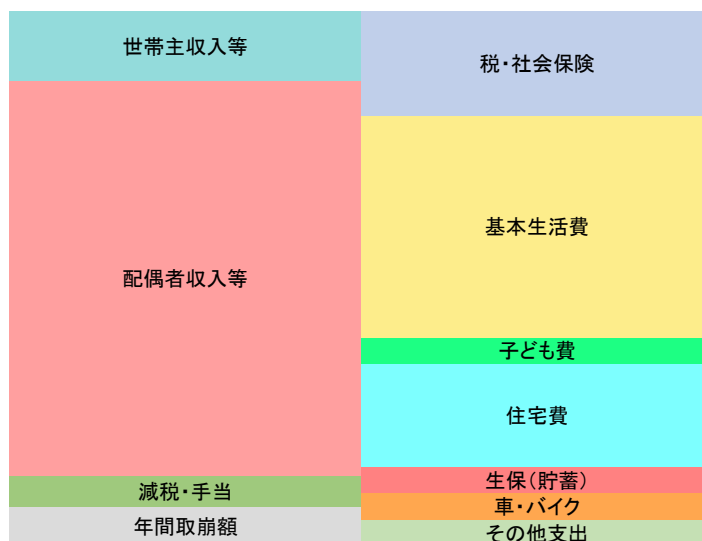 世帯主収入等
配偶者収入等
減税・手当
年間取崩額
税・社会保険
基本生活費
子ども費
住宅費
生保(貯蓄)
車・バイク
その他支出